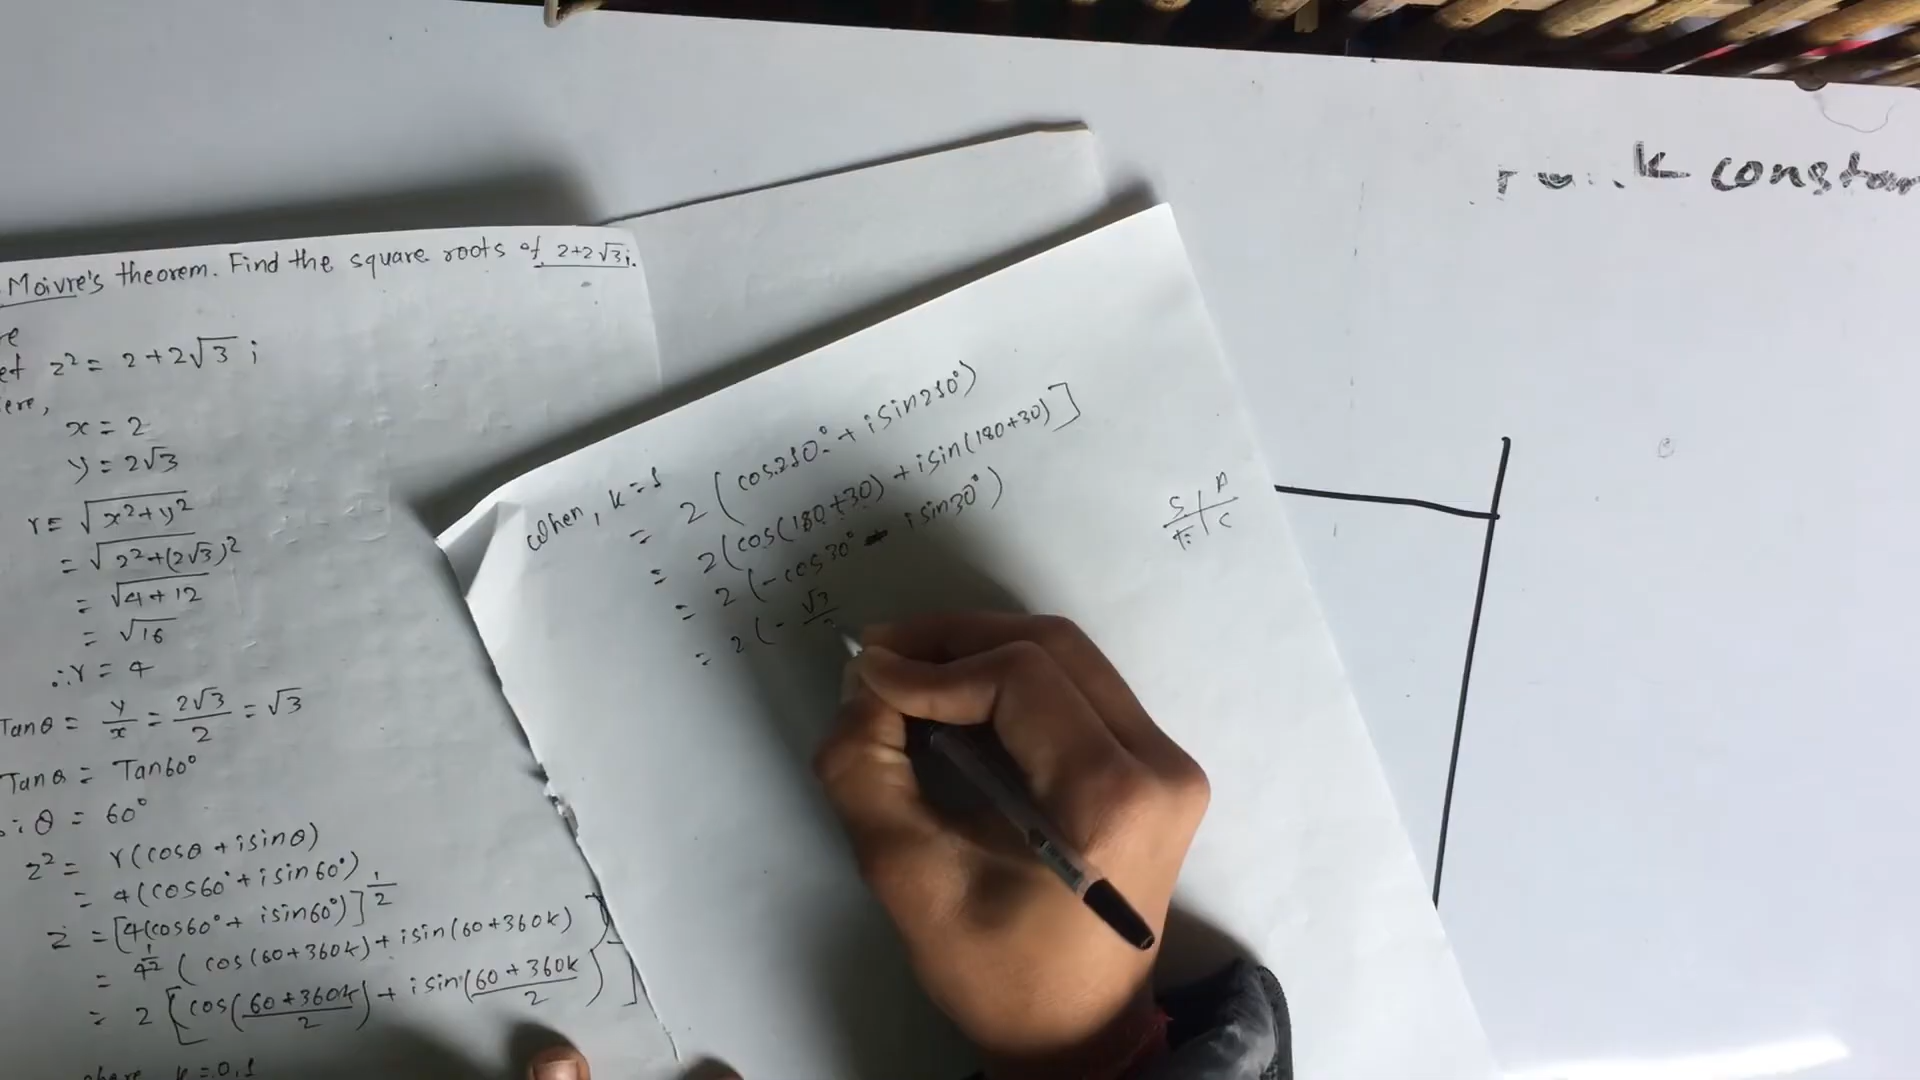 Moivre's theorem. Find the square roots of 2+2√3i.
z² = 2+2√3 i
x = 2
y = 2√3
r = √x²+y²
= √2²+(2√3)²
= √4+12
= √16
∴ r = 4
Tanθ = y/x = 2√3/2 = √3
Tanθ = Tan60°
∴ θ = 60°
z² = r(cosθ + isinθ)
= 4(cos60°+isin60°)
z = [4(cos60°+ isin60°)]^1/2
= 4^1/2 (cos(60+360k)+isin(60+360k)
= 2 [cos(60+360k/2)+isin(60+360k/2)]
where k=0,1
When, k=1
= 2(cos210°+isin210°)
= 2(cos(180+30)+isin(180+30)]
= 2(-cos30° - isin30°)
= 2(-√3/2
S A
T C
k constan